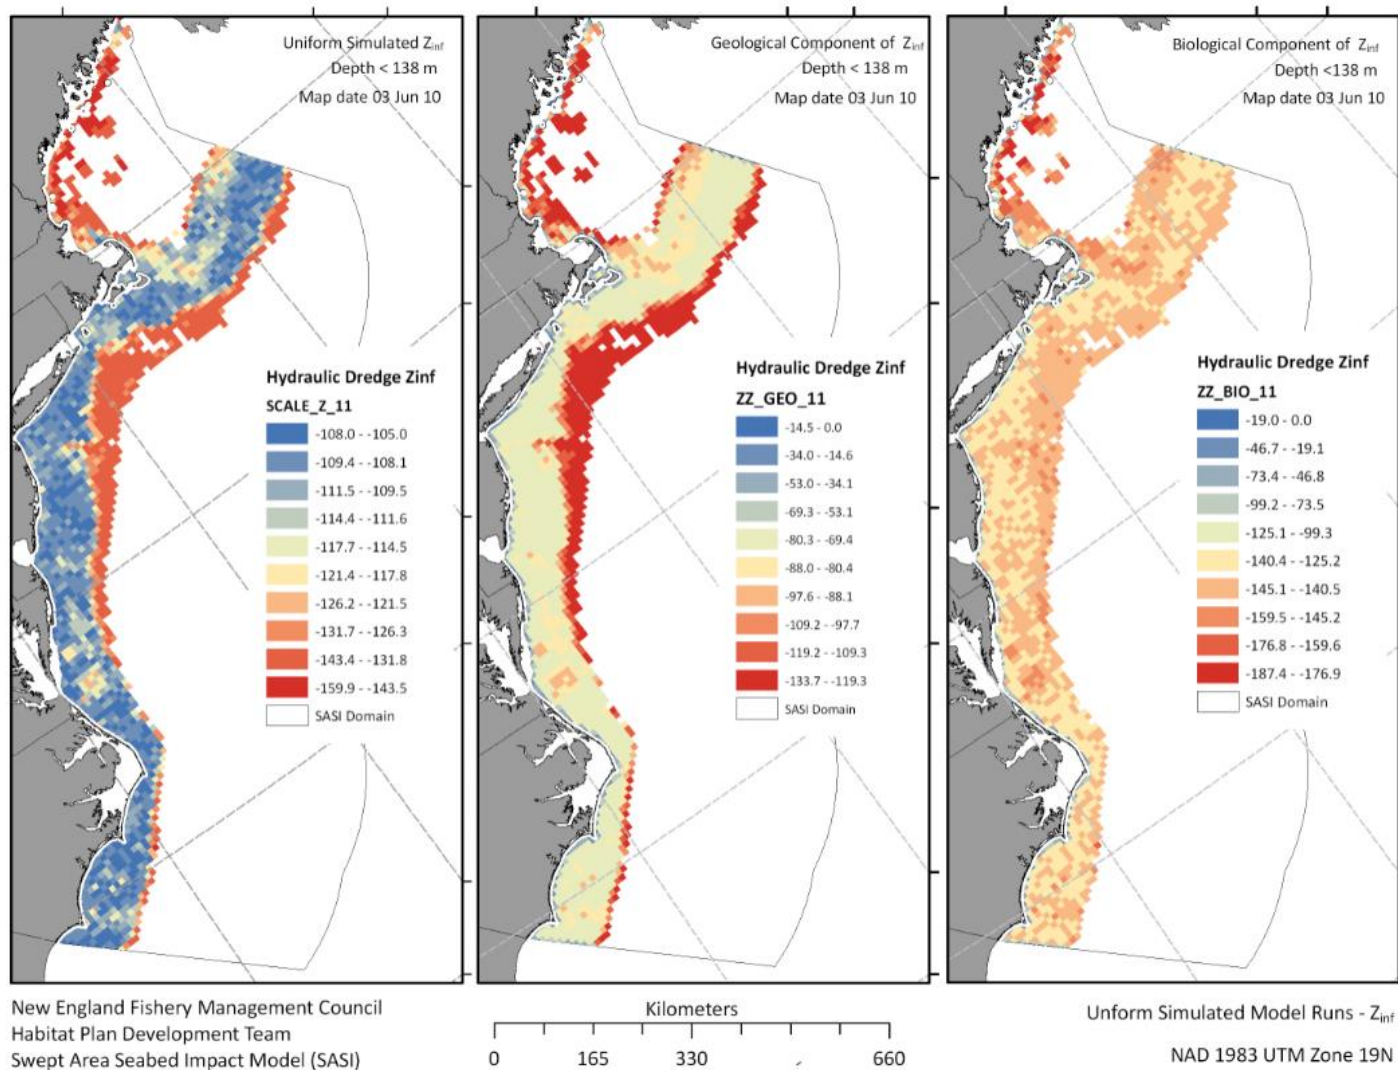 Uniform Simulated Zinf
Depth < 138 m
Map date 03 Jun 10
Hydraulic Dredge Zinf
SCALE_Z_11
-108.0 - -105.0
-109.4 - -108.1
-111.5 - -109.5
-114.4 - -111.6
-117.7 - -114.5
-121.4 - -117.8
-126.2 - -121.5
-131.7 - -126.3
-143.4 - -131.8
-159.9 - -143.5
SASI Domain
Geological Component of Zinf
Depth < 138 m
Map date 03 Jun 10
Hydraulic Dredge Zinf
ZZ_GEO_11
-14.5 - 0.0
-34.0 - -14.6
-53.0 - -34.1
-69.3 - -53.1
-80.3 - -69.4
-88.0 - -80.4
-97.6 - -88.1
-109.2 - -97.7
-119.2 - -109.3
-133.7 - -119.3
SASI Domain
Biological Component of Zinf
Depth <138 m
Map date 03 Jun 10
Hydraulic Dredge Zinf
ZZ_BIO_11
-19.0 - 0.0
-46.7 - -19.1
-73.4 - -46.8
-99.2 - -73.5
-125.1 - -99.3
-140.4 - -125.2
-145.1 - -140.5
-159.5 - -145.2
-176.8 - -159.6
-187.4 - -176.9
SASI Domain
New England Fishery Management Council
Habitat Plan Development Team
Swept Area Seabed Impact Model (SASI)
Kilometers
0 165 330 660
Unform Simulated Model Runs - Zinf
NAD 1983 UTM Zone 19N